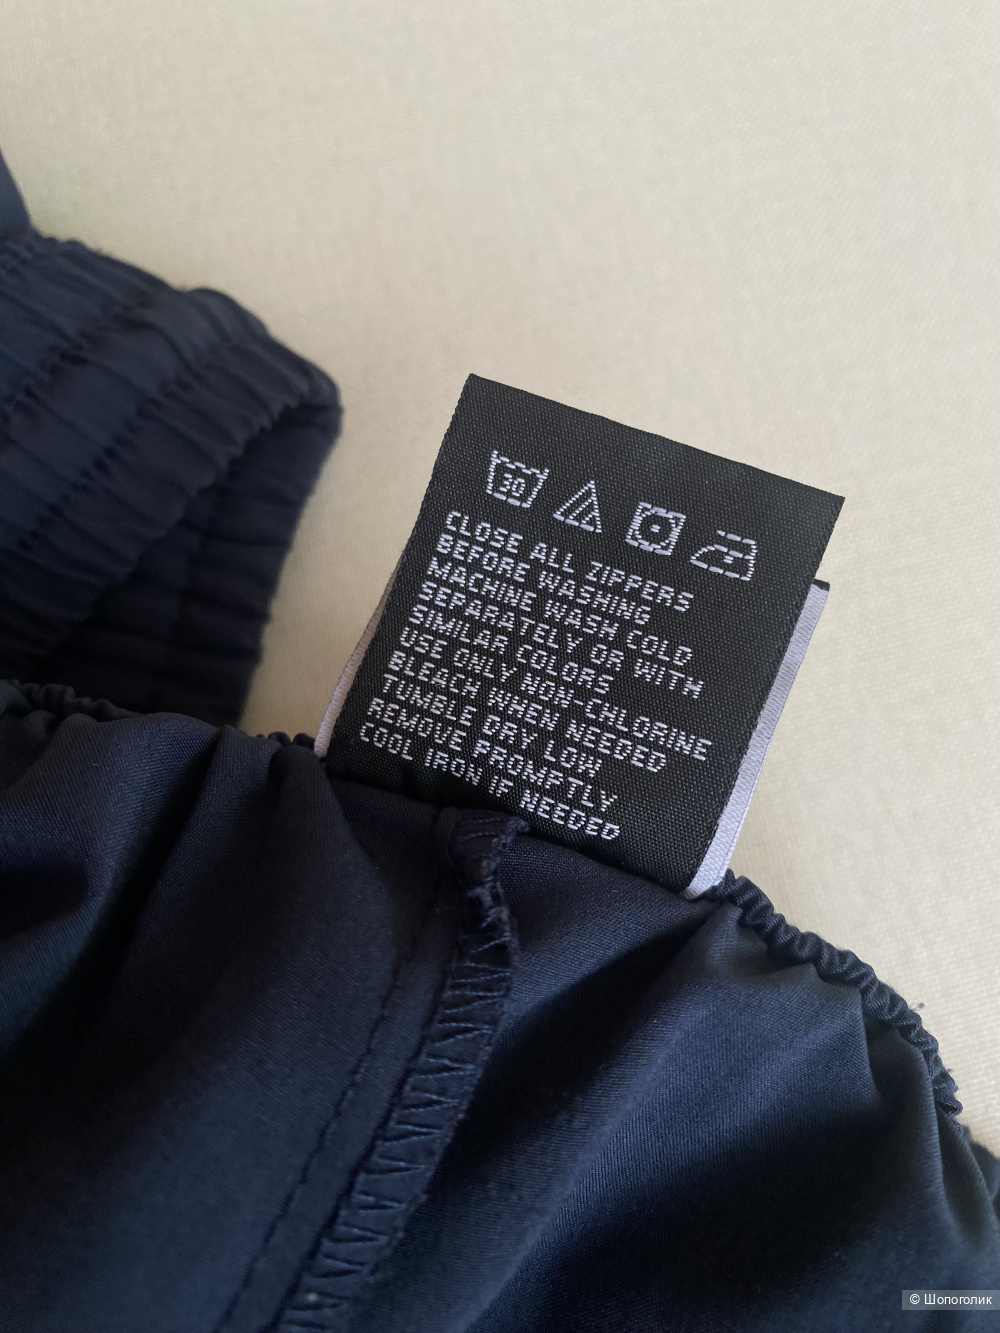 30
CLOSE ALL ZIPPERS
BEFORE WASHING
MACHINE WASH COLD
SEPARATELY OR WITH
SIMILAR COLORS
USE ONLY NON-CHLORINE
BLEACH WHEN NEEDED
TUMBLE DRY LOW
REMOVE PROMPTLY
COOL IRON IF NEEDED
© Шопоголик